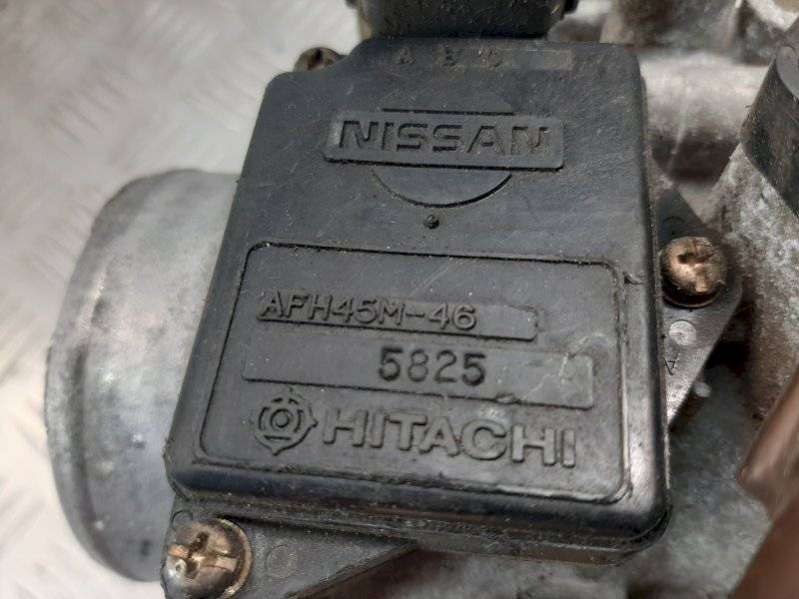 A B C
NISSAN
AFH45M-46
5825
HITACHI